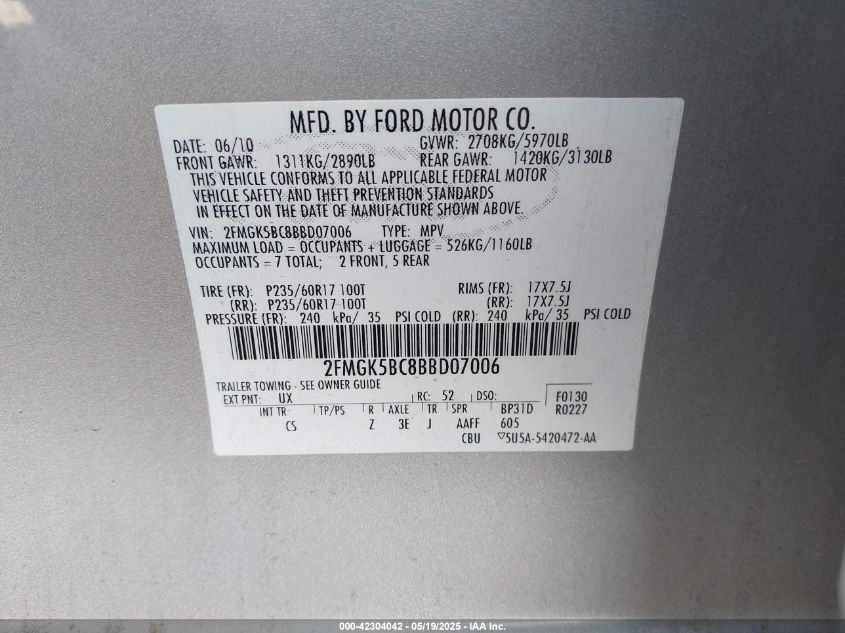 MFD. BY FORD MOTOR CO.
DATE: 06/10 GVWR: 2708KG/5970LB
FRONT GAWR: 1311KG/2890LB REAR GAWR: 1420KG/3130LB
THIS VEHICLE CONFORMS TO ALL APPLICABLE FEDERAL MOTOR
VEHICLE SAFETY AND THEFT PREVENTION STANDARDS
IN EFFECT ON THE DATE OF MANUFACTURE SHOWN ABOVE.
VIN: 2FMGK5BC8BBD07006 TYPE: MPV
MAXIMUM LOAD = OCCUPANTS + LUGGAGE = 526KG/1160LB
OCCUPANTS = 7 TOTAL; 2 FRONT, 5 REAR
TIRE (FR): P235/60R17 100T RIMS (FR): 17X7.5J
(RR): P235/60R17 100T (RR): 17X7.5J
PRESSURE (FR): 240 kPa/ 35 PSI COLD (RR): 240 kPa/ 35 PSI COLD
2FMGK5BC8BBD07006
TRAILER TOWING - SEE OWNER GUIDE
EXT PNT: UX RC: 52 DSO: F0130
INT TR TP/PS R AXLE TR SPR BP31D R0227
CS Z 3E J AAFF 605
CBU ▽5U5A-5420472-AA
000-42304042 - 05/19/2025 - IAA Inc.